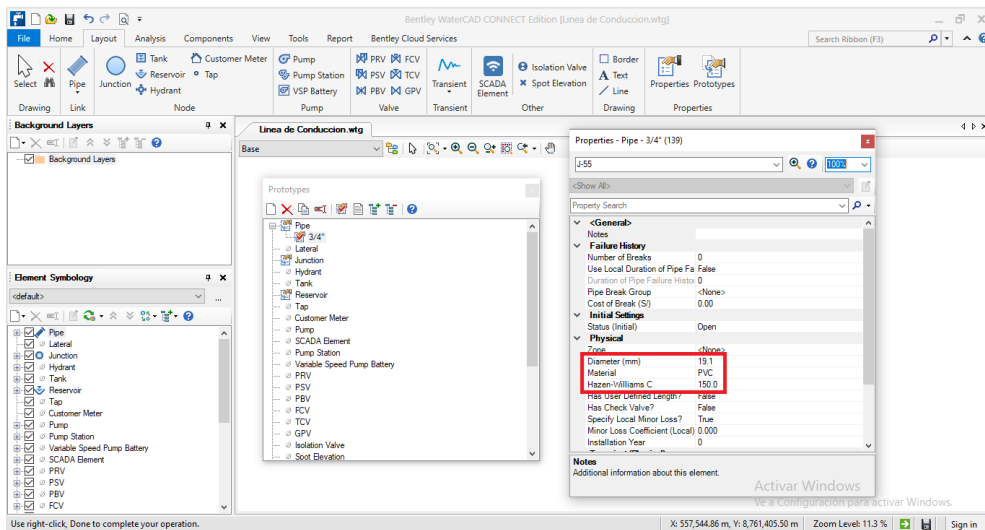 Bentley WaterCAD CONNECT Edition [Linea de Conduccion.wtg]
File Home Layout Analysis Components View Tools Report Bentley Cloud Services Search Ribbon (F3)
Select Pipe Junction Tank Reservoir Hydrant Customer Meter Tap
Pump Pump Station VSP Battery
PRV FCV PSV TCV PBV GPV
Transient SCADA Element Isolation Valve Spot Elevation
Border Text Line Properties Prototypes
Drawing Link Node Pump Valve Transient Other Drawing Properties
Background Layers
Background Layers
Element Symbology
<default>
Pipe
Lateral
Junction
Hydrant
Tank
Reservoir
Tap
Customer Meter
Pump
Pump Station
Variable Speed Pump Battery
SCADA Element
PRV
PSV
PBV
FCV
Linea de Conduccion.wtg
Base
Prototypes
Pipe
3/4"
Lateral
Junction
Hydrant
Tank
Reservoir
Tap
Customer Meter
Pump
SCADA Element
Pump Station
Variable Speed Pump Battery
PRV
PSV
PBV
FCV
TCV
GPV
Isolation Valve
Spot Elevation
Properties - Pipe - 3/4" (139)
J-55 100%
<Show All>
Property Search
<General>
Notes
Failure History
Number of Breaks 0
Use Local Duration of Pipe Fa False
Duration of Pipe Failure Histor 0
Pipe Break Group <None>
Cost of Break (S/) 0.00
Initial Settings
Status (Initial) Open
Physical
Zone <None>
Diameter (mm) 19.1
Material PVC
Hazen-Williams C 150.0
Has User Defined Length? False
Has Check Valve? False
Specify Local Minor Loss? True
Minor Loss Coefficient (Local) 0.000
Installation Year 0
Notes
Additional information about this element.
Activar Windows
Ve a Configuración para activar Windows.
Use right-click, Done to complete your operation.
X: 557,544.86 m, Y: 8,761,405.50 m Zoom Level: 11.3 % Sign in